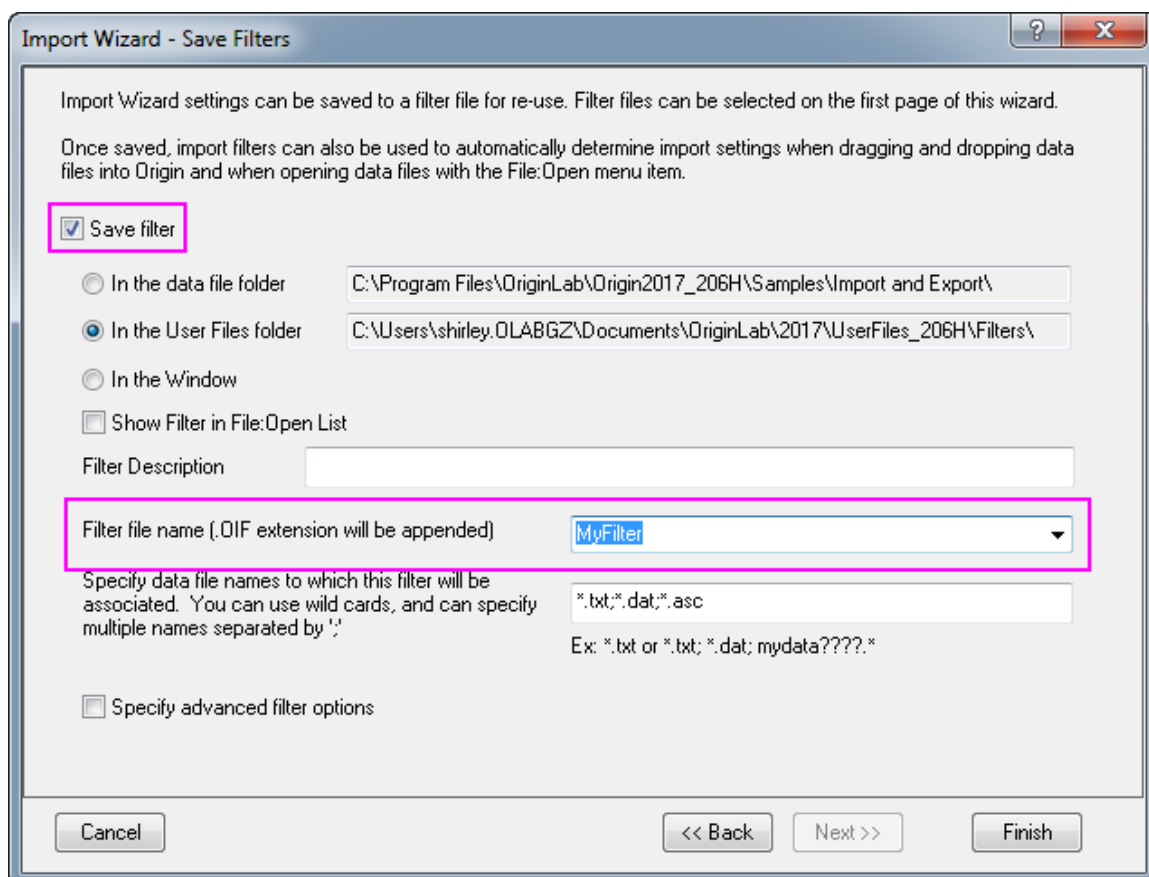 Import Wizard - Save Filters
Import Wizard settings can be saved to a filter file for re-use. Filter files can be selected on the first page of this wizard.
Once saved, import filters can also be used to automatically determine import settings when dragging and dropping data
files into Origin and when opening data files with the File:Open menu item.
Save filter
In the data file folder C:\Program Files\OriginLab\Origin2017_206H\Samples\Import and Export\
In the User Files folder C:\Users\shirley.OLABGZ\Documents\OriginLab\2017\UserFiles_206H\Filters\
In the Window
Show Filter in File:Open List
Filter Description
Filter file name (.OIF extension will be appended) MyFilter
Specify data file names to which this filter will be
associated. You can use wild cards, and can specify
multiple names separated by ';'
*.txt;*.dat;*.asc
Ex: *.txt or *.txt; *.dat; mydata????.*
Specify advanced filter options
Cancel << Back Next >> Finish